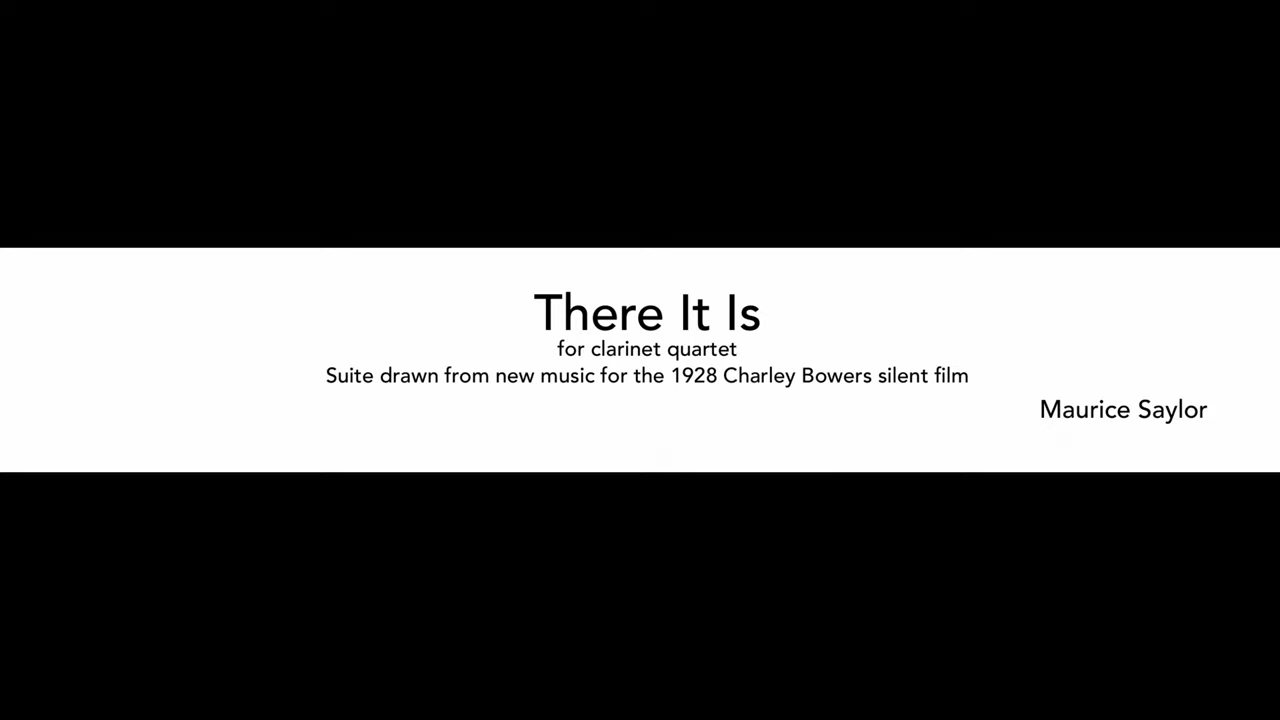 There It Is
for clarinet quartet
Suite drawn from new music for the 1928 Charley Bowers silent film
Maurice Saylor